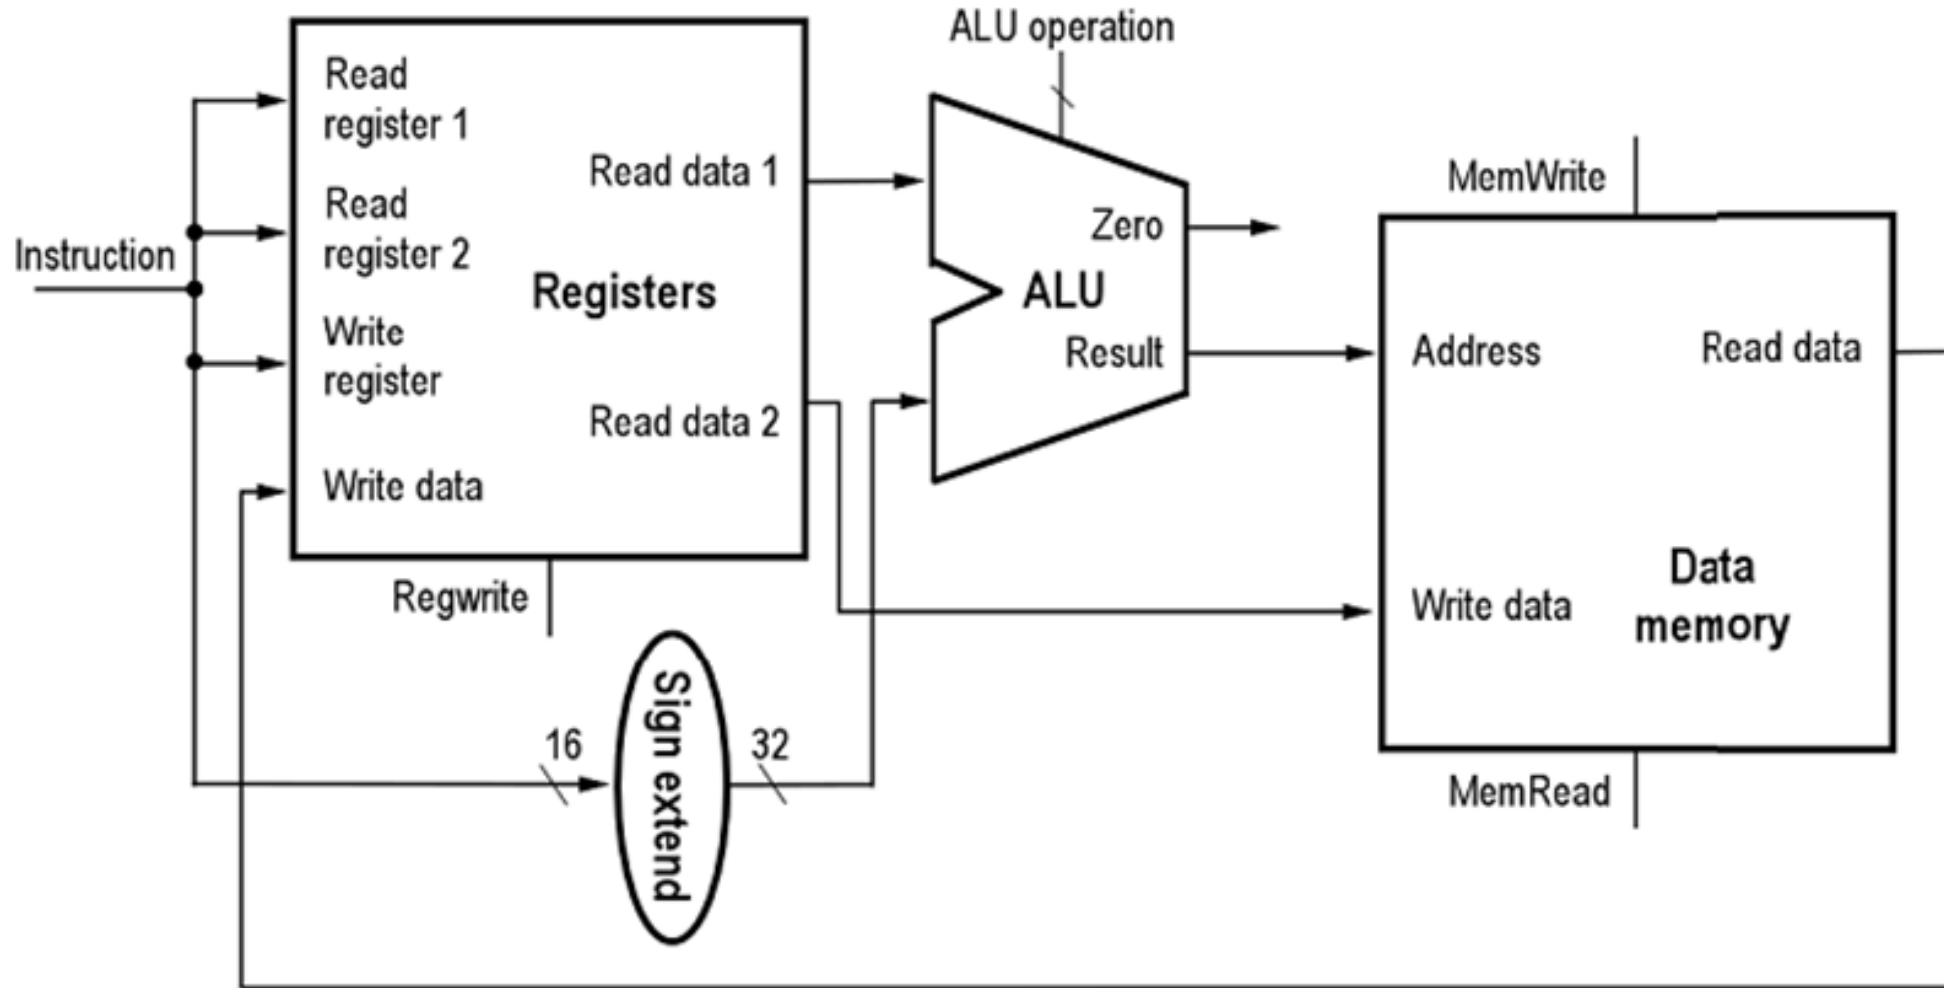 ALU operation
Read
register 1
Read data 1
Read
register 2
Instruction
Registers
Write
register
Read data 2
Write data
Regwrite
Zero
ALU
Result
MemWrite
Address
Read data
Write data
Data
memory
MemRead
16
Sign extend
32